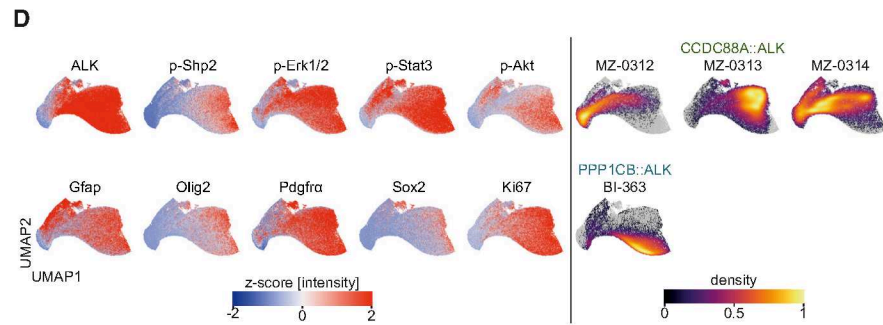 D
ALK p-Shp2 p-Erk1/2 p-Stat3 p-Akt
CCDC88A::ALK
MZ-0312 MZ-0313 MZ-0314
Gfap Olig2 Pdgfrα Sox2 Ki67
PPP1CB::ALK
BI-363
UMAP2
UMAP1
z-score [intensity]
-2 0 2
density
0 0.5 1